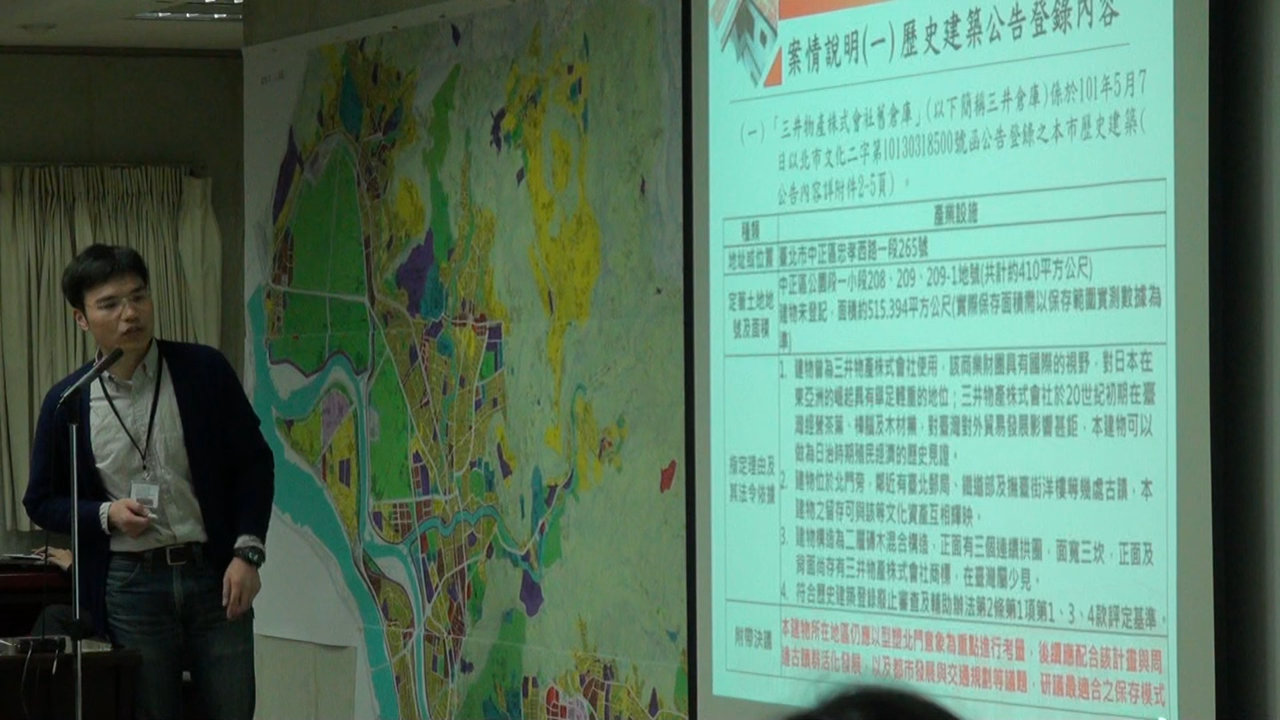 案情說明(一)歷史建築公告登錄內容
(一)「三井物產株式會社舊倉庫」(以下簡稱三井倉庫)係於101年5月7
日以北市文化二字第10130318500號函公告登錄之本市歷史建築(
公告內容詳附件2-5頁)。
種類 產業設施
地址或位置 臺北市中正區忠孝西路一段265號
定著土地地號及面積 中正區公園段一小段208、209、209-1地號(共計約410平方公尺)
建物未登記，面積約515.394平方公尺(實際保存面積需以保存範圍實測數據為
準)
指定理由及其法令依據
1. 建物曾為三井物產株式會社使用，該商業財團具有國際的視野，對日本在
東亞洲的崛起具有舉足輕重的地位；三井物產株式會社於20世紀初期在臺
灣經營茶葉、樟腦及木材業，對臺灣對外貿易發展影響甚鉅，本建物可以
做為日治時期殖民經濟的歷史見證。
2. 建物位於北門旁，鄰近有臺北郵局、鐵道部及撫臺街洋樓等幾處古蹟，本
建物之留存可與該等文化資產互相輝映。
3. 建物構造為二層磚木混合構造，正面有三個連續拱圈，面寬三坎，正面及
背面尚存有三井物產株式會社商標，在臺灣屬少見。
4. 符合歷史建築登錄廢止審查及輔助辦法第2條第1項第1、3、4款評定基準。
附帶決議 本建物所在地區仍應以型塑北門意象為重點進行考量，後續應配合該計畫與周
邊古蹟群活化發展，以及都市發展與交通規劃等議題，研議最適合之保存模式